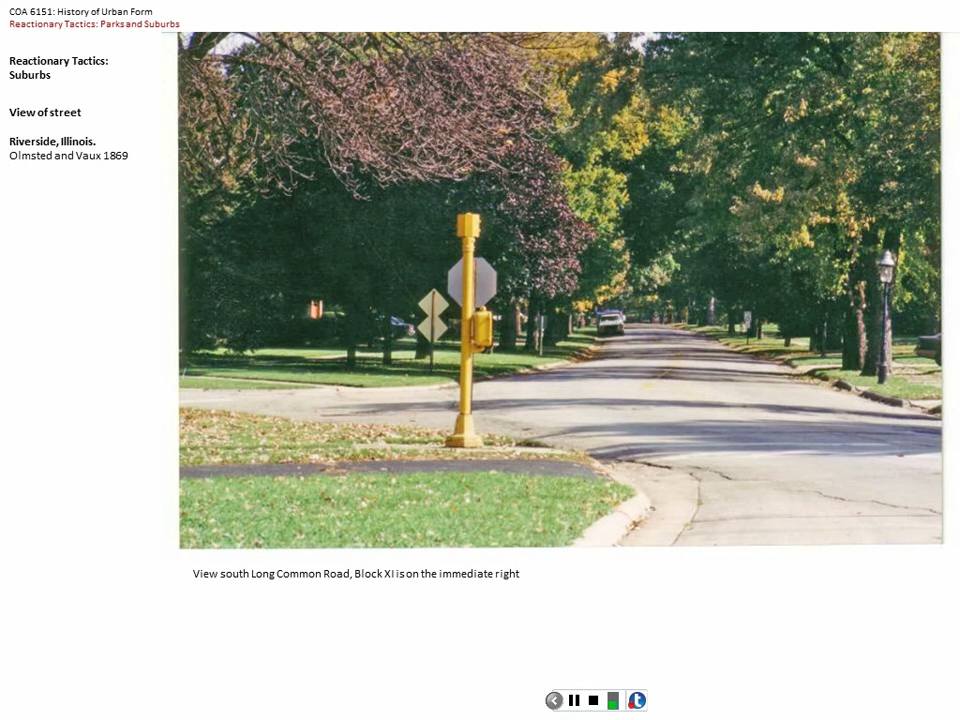 COA 6151: History of Urban Form
Reactionary Tactics: Parks and Suburbs
Reactionary Tactics:
Suburbs
View of street
Riverside, Illinois.
Olmsted and Vaux 1869
View south Long Common Road, Block XI is on the immediate right